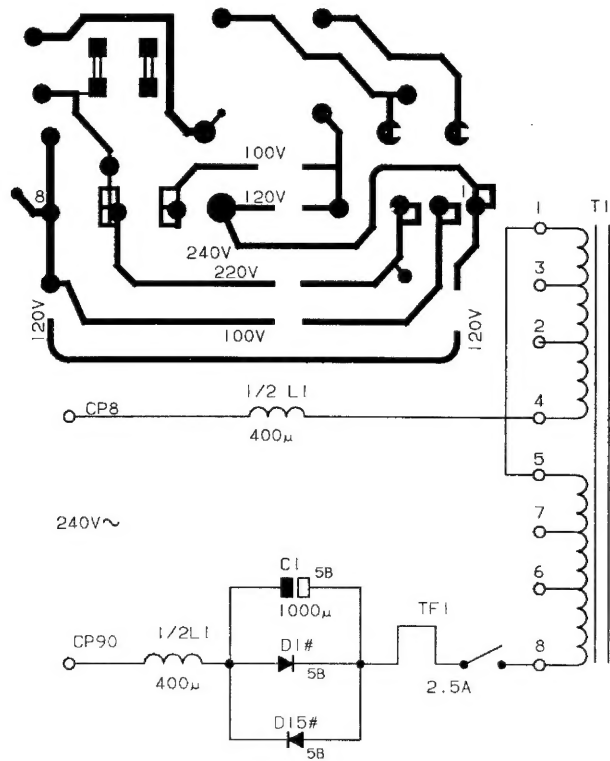 100V
8
120V
1
240V
220V
120V
100V
120V
1
T1
3
2
1/2 L1
CP8
400µ
4
5
240V~
7
C1
5B
1000µ
6
TF1
CP90
1/2L1
D1#
8
400µ
5B
2.5A
D15#
5B